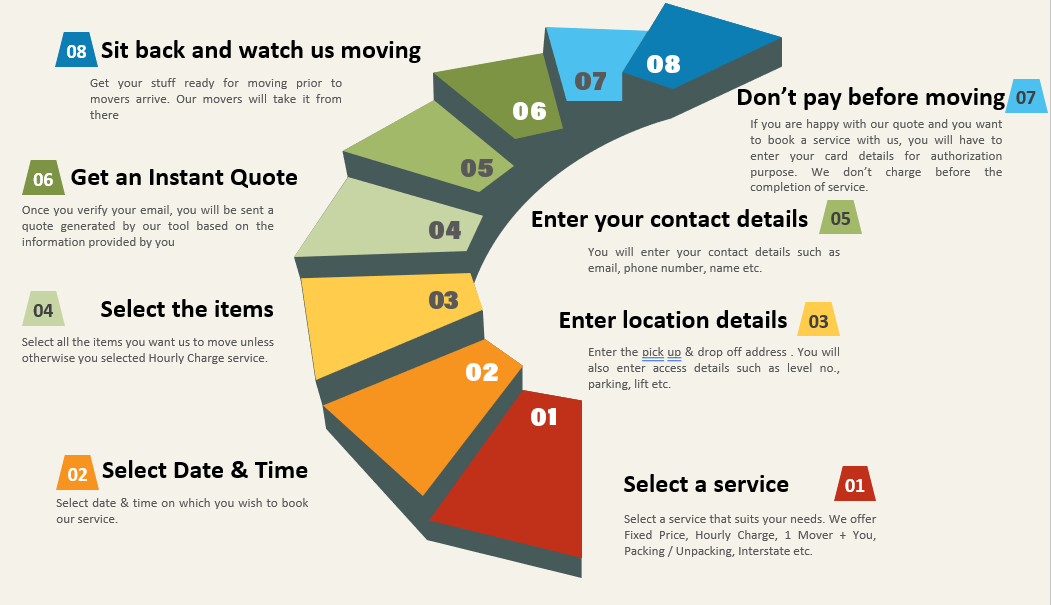 08 Sit back and watch us moving
Get your stuff ready for moving prior to
movers arrive. Our movers will take it from
there
06 Get an Instant Quote
Once you verify your email, you will be sent a
quote generated by our tool based on the
information provided by you
04 Select the items
Select all the items you want us to move unless
otherwise you selected Hourly Charge service.
02 Select Date & Time
Select date & time on which you wish to book
our service.
08
07
06
05
04
03
02
01
Don’t pay before moving 07
If you are happy with our quote and you want
to book a service with us, you will have to
enter your card details for authorization
purpose. We don’t charge before the
completion of service.
Enter your contact details 05
You will enter your contact details such as
email, phone number, name etc.
Enter location details 03
Enter the pick up & drop off address . You will
also enter access details such as level no.,
parking, lift etc.
Select a service 01
Select a service that suits your needs. We offer
Fixed Price, Hourly Charge, 1 Mover + You,
Packing / Unpacking, Interstate etc.